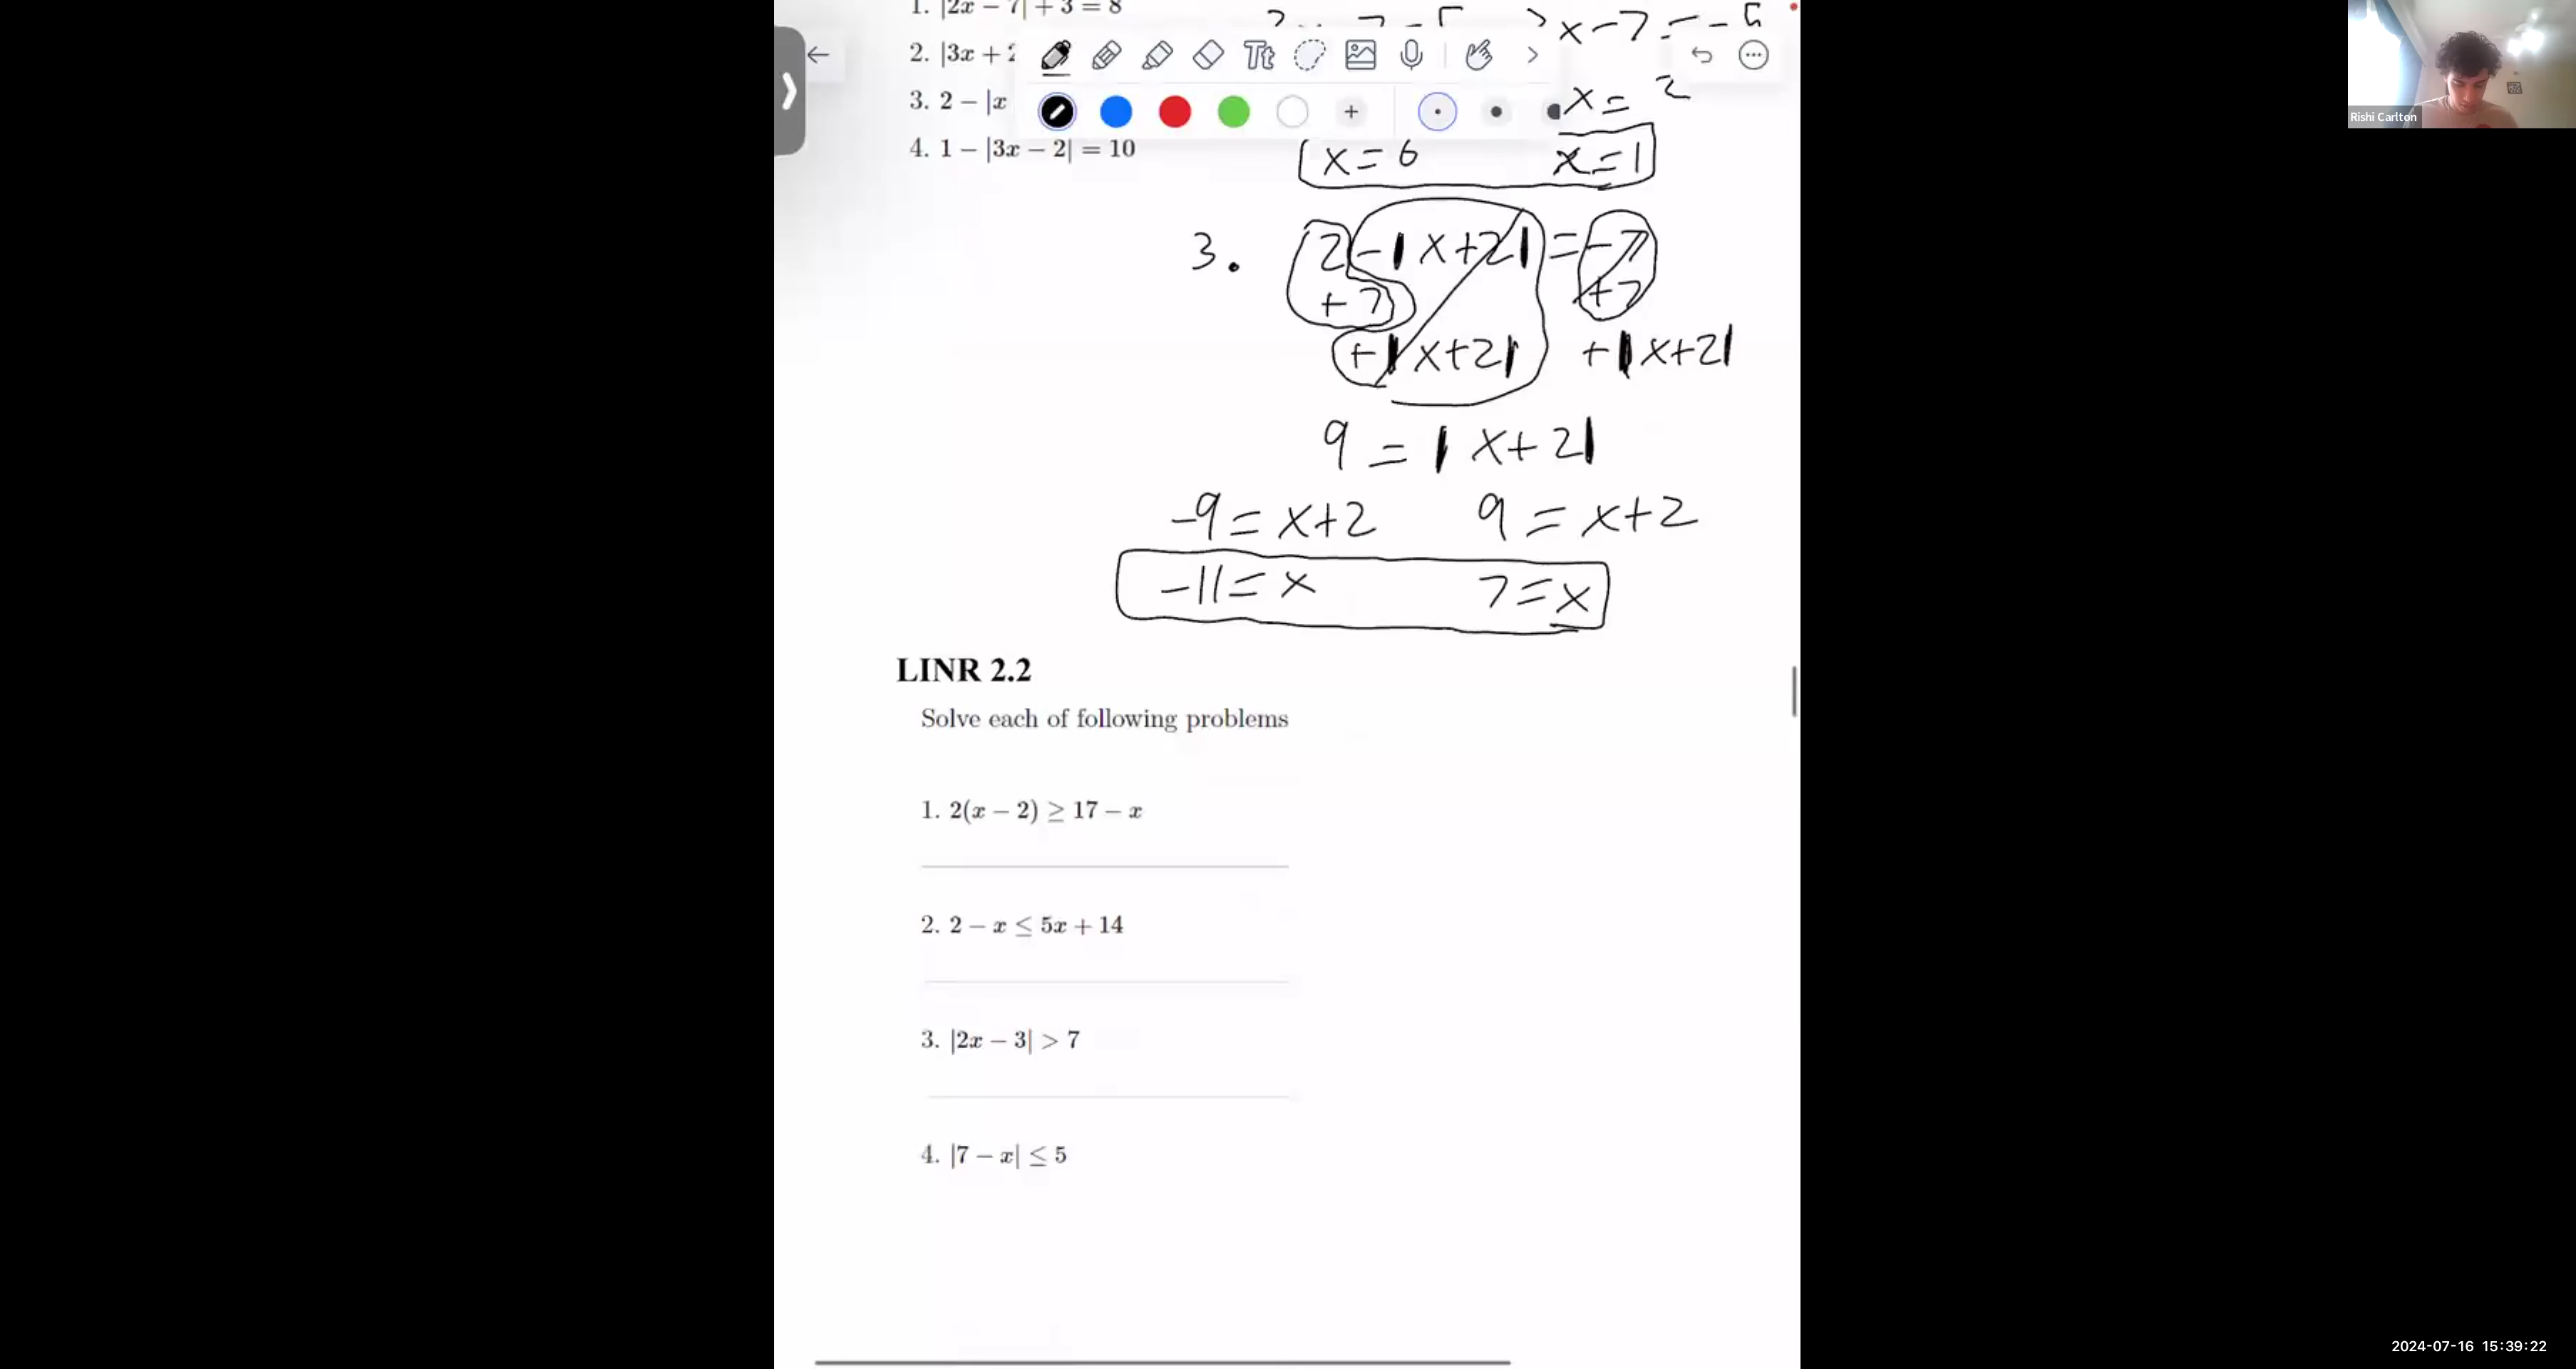 1. |2x − 7| + 3 = 8
x − 7 = − 5
2. |3x + 2
Tt
3. 2 − |x
x = 2
4. 1 − |3x − 2| = 10
x = 6 x = 1
3. 2 − |x + 2| = −7
+ 7 + 7
+ |x + 2| + |x + 2|
9 = |x + 2|
−9 = x + 2 9 = x + 2
−11 = x 7 = x
LINR 2.2
Solve each of following problems
1. 2(x − 2) ≥ 17 − x
2. 2 − x ≤ 5x + 14
3. |2x − 3| > 7
4. |7 − x| ≤ 5
Rishi Carlton
2024-07-16 15:39:22